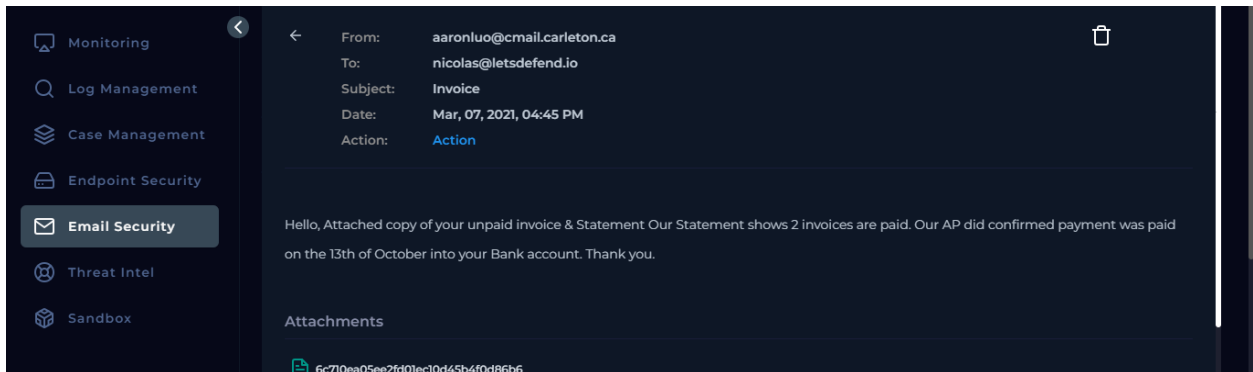 Monitoring
Log Management
Case Management
Endpoint Security
Email Security
Threat Intel
Sandbox
From: aaronluo@cmail.carleton.ca
To: nicolas@letsdefend.io
Subject: Invoice
Date: Mar, 07, 2021, 04:45 PM
Action: Action
Hello, Attached copy of your unpaid invoice & Statement Our Statement shows 2 invoices are paid. Our AP did confirmed payment was paid
on the 13th of October into your Bank account. Thank you.
Attachments
6c710ea05ee2fd01ec10d45b4f0d86b6